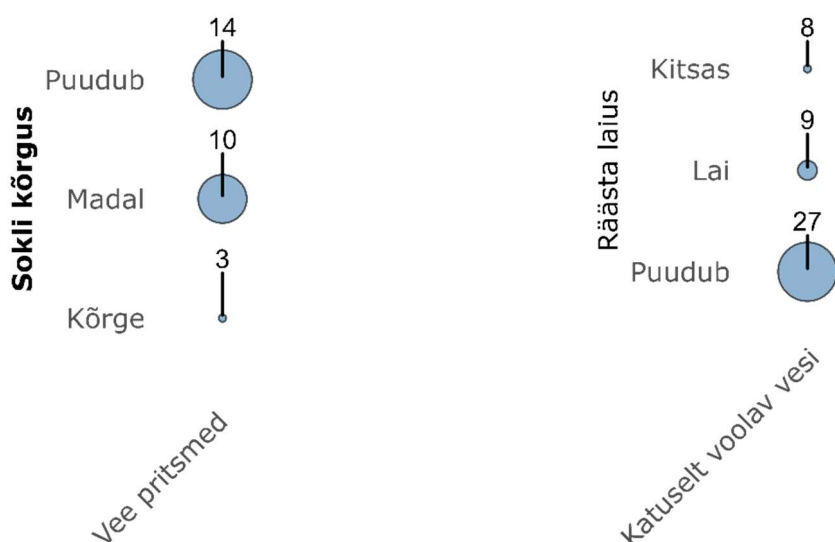 Sokli kõrgus
Puudub
14
Madal
10
Kõrge
3
Vee pritsmed
Räästa laius
Kitsas
8
Lai
9
Puudub
27
Katuselt voolav vesi